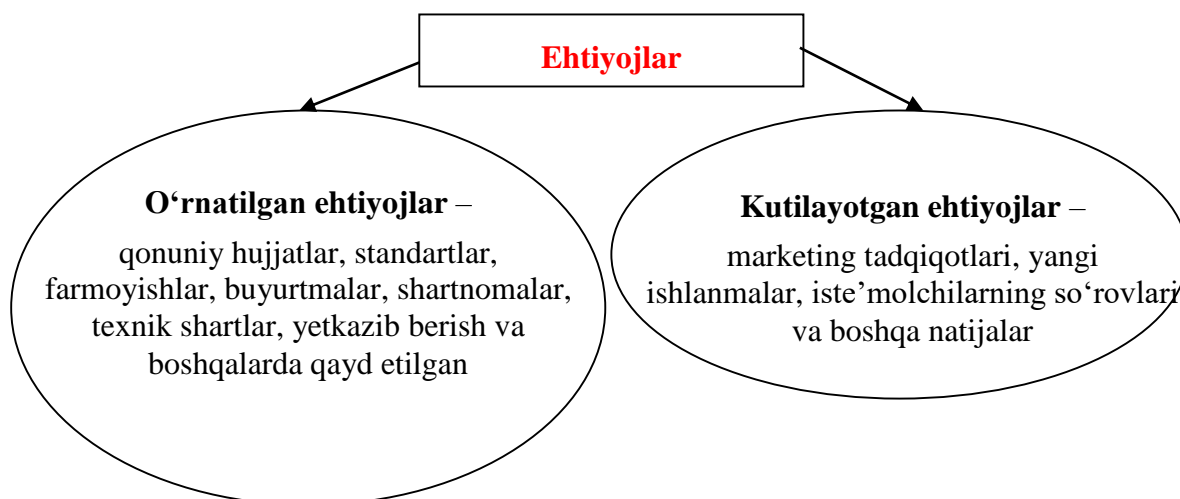 Ehtiyojlar
O‘rnatilgan ehtiyojlar –
qonuniy hujjatlar, standartlar,
farmoyishlar, buyurtmalar, shartnomalar,
texnik shartlar, yetkazib berish va
boshqalarda qayd etilgan
Kutilayotgan ehtiyojlar –
marketing tadqiqotlari, yangi
ishlanmalar, iste’molchilarning so‘rovlari
va boshqa natijalar